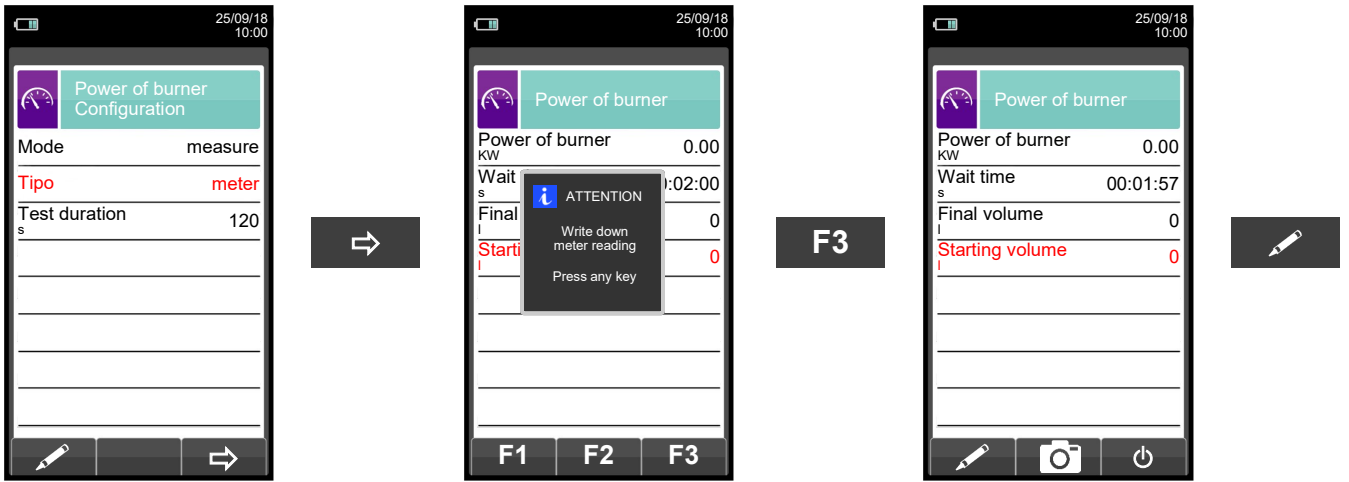 25/09/18
10:00
Power of burner
Configuration
Mode measure
Tipo meter
Test duration 120
s
25/09/18
10:00
Power of burner
Power of burner 0.00
KW
Wait :02:00
s
Final 0
l
Starti 0
l
ATTENTION
Write down
meter reading
Press any key
F1 F2 F3
F3
25/09/18
10:00
Power of burner
Power of burner 0.00
KW
Wait time 00:01:57
s
Final volume 0
l
Starting volume 0
l